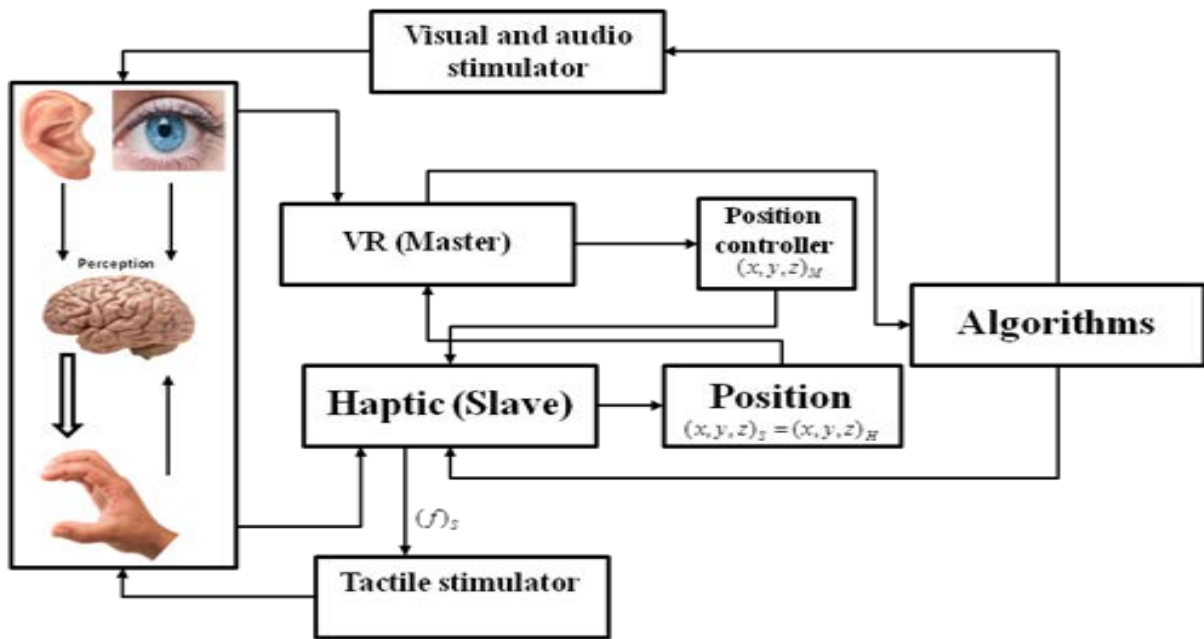 Visual and audio
stimulator
VR (Master)
Position
controller
(x, y, z)_M
Perception
Algorithms
Haptic (Slave)
Position
(x, y, z)_S = (x, y, z)_H
(f)_S
Tactile stimulator